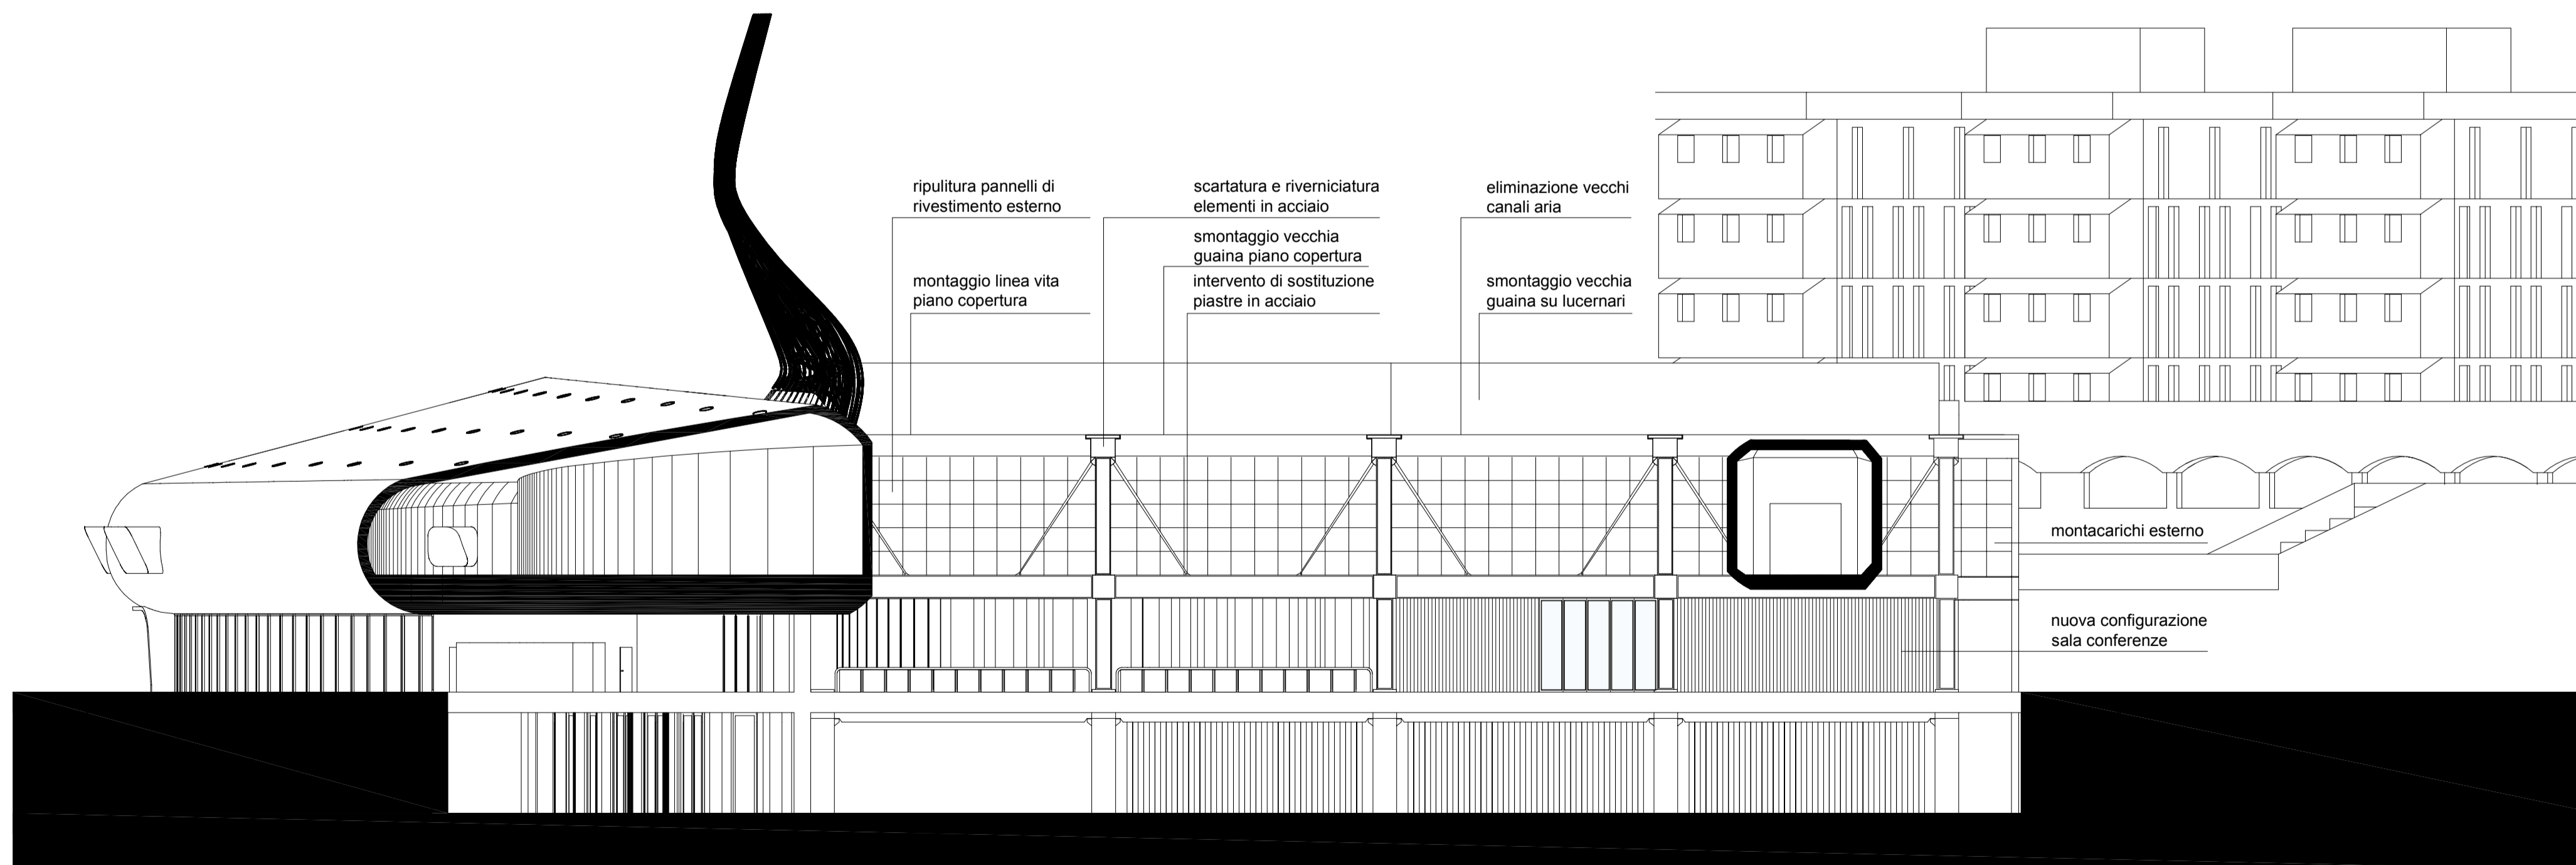 ripulitura pannelli di
rivestimento esterno
montaggio linea vita
piano copertura
scartatura e riverniciatura
elementi in acciaio
smontaggio vecchia
guaina piano copertura
intervento di sostituzione
piastre in acciaio
eliminazione vecchi
canali aria
smontaggio vecchia
guaina su lucernari
montacarichi esterno
nuova configurazione
sala conferenze